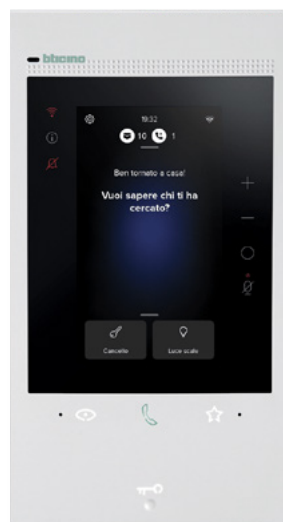 bticino
19:32
10
1
Ben tornato a casa!
Vuoi sapere chi ti ha
cercato?
Cancello
Luce scale